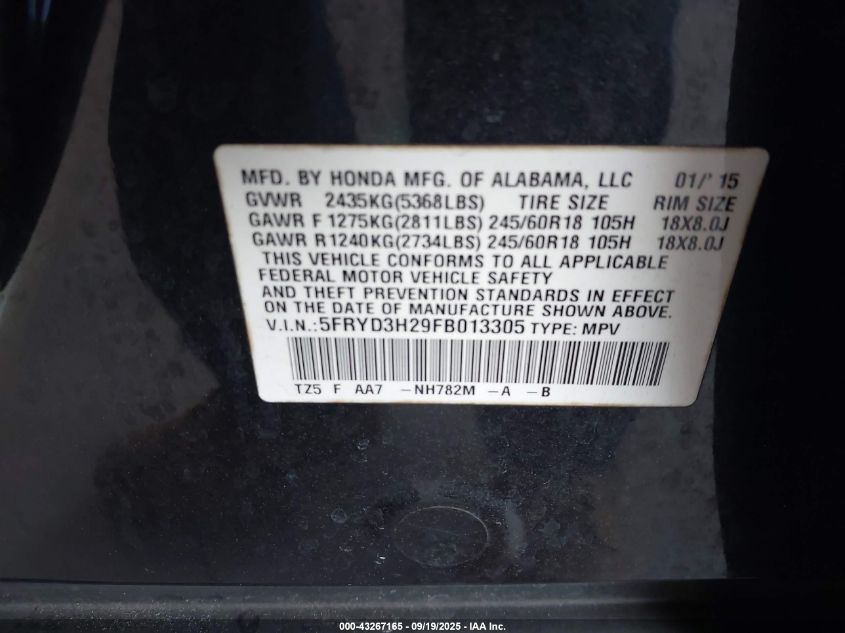 MFD. BY HONDA MFG. OF ALABAMA, LLC 01/' 15
GVWR 2435KG(5368LBS) TIRE SIZE RIM SIZE
GAWR F 1275KG(2811LBS) 245/60R18 105H 18X8.0J
GAWR R 1240KG(2734LBS) 245/60R18 105H 18X8.0J
THIS VEHICLE CONFORMS TO ALL APPLICABLE
FEDERAL MOTOR VEHICLE SAFETY
AND THEFT PREVENTION STANDARDS IN EFFECT
ON THE DATE OF MANUFACTURE SHOWN ABOVE.
V.I.N.:5FRYD3H29FB013305 TYPE: MPV
TZ5 F AA7 -NH782M -A -B
000-43267165 - 09/19/2025 - IAA Inc.